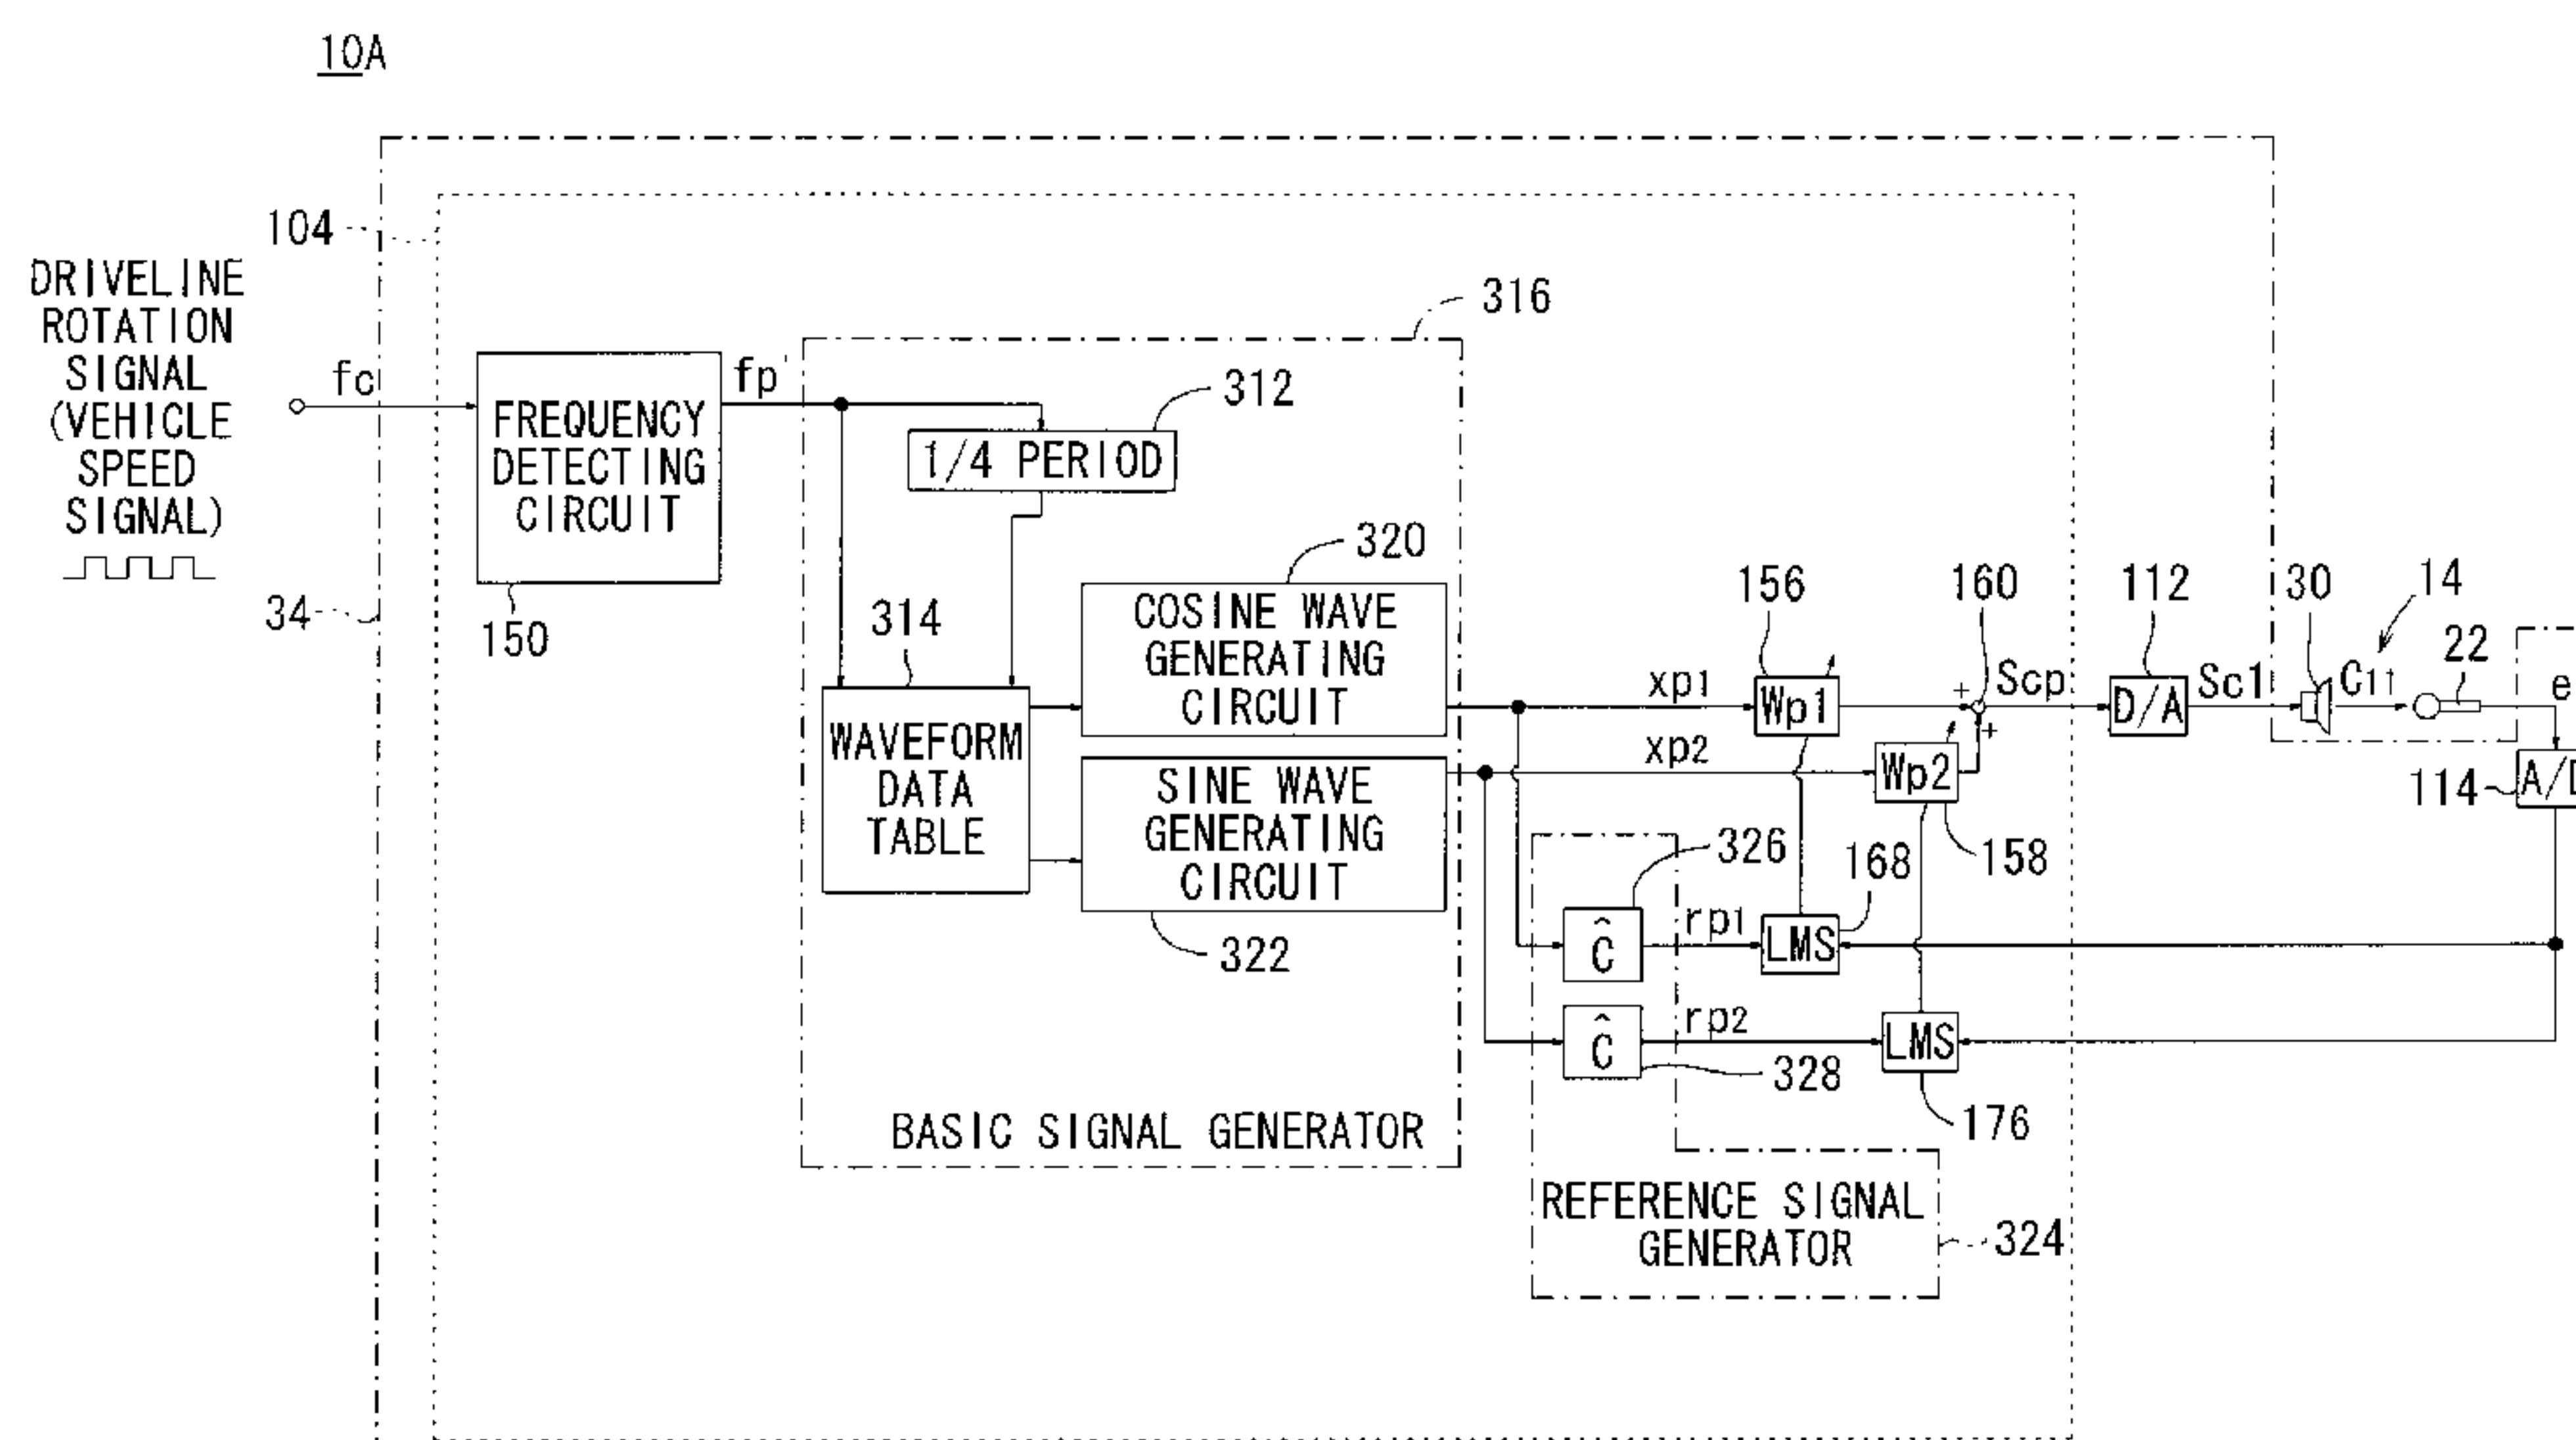 10A
104
DRIVELINE
ROTATION
SIGNAL
(VEHICLE
SPEED
SIGNAL)
fc
34
FREQUENCY
DETECTING
CIRCUIT
150
fp
316
312
1/4 PERIOD
314
WAVEFORM
DATA
TABLE
320
COSINE WAVE
GENERATING
CIRCUIT
SINE WAVE
GENERATING
CIRCUIT
322
BASIC SIGNAL GENERATOR
xp1
xp2
156
Wp1
Wp2
158
160
+
+
Scp
112
D/A
Sc1
30
C11
14
22
e
114
A/D
326
Ĉ
rp1
168
LMS
Ĉ
rp2
328
LMS
176
REFERENCE SIGNAL
GENERATOR
324